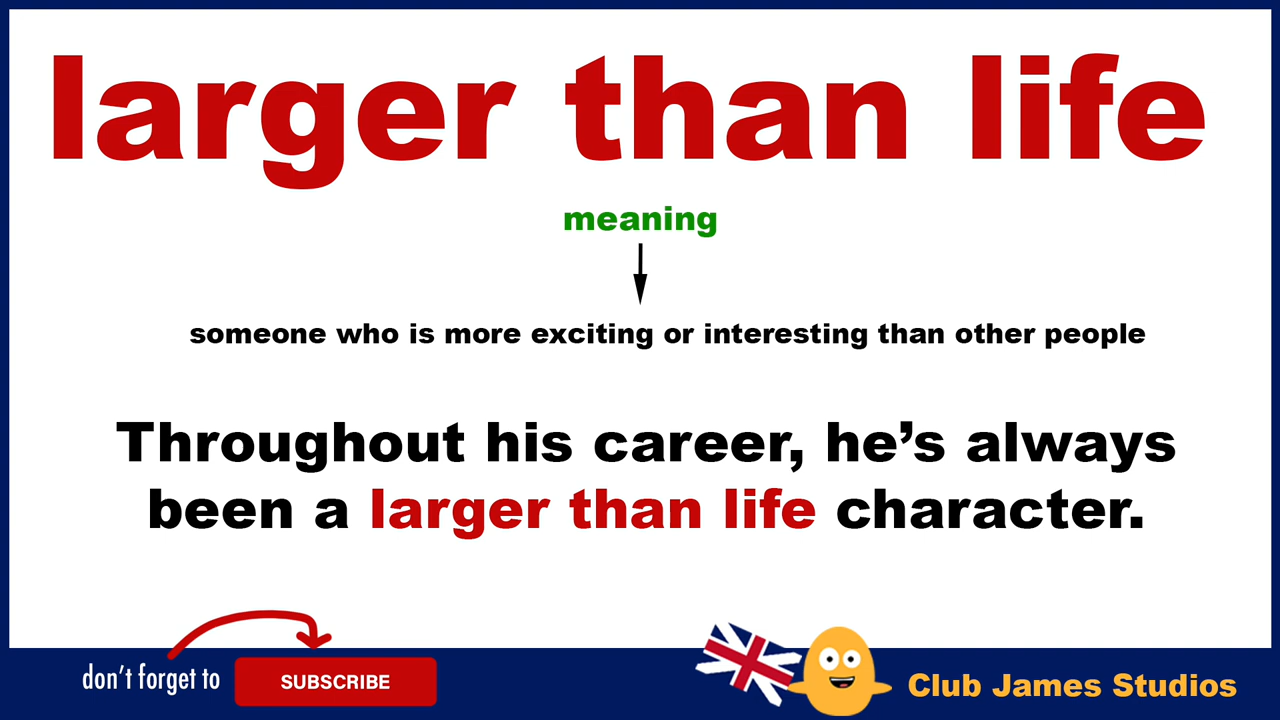 larger than life
meaning
someone who is more exciting or interesting than other people
Throughout his career, he’s always
been a larger than life character.
don't forget to
SUBSCRIBE
Club James Studios